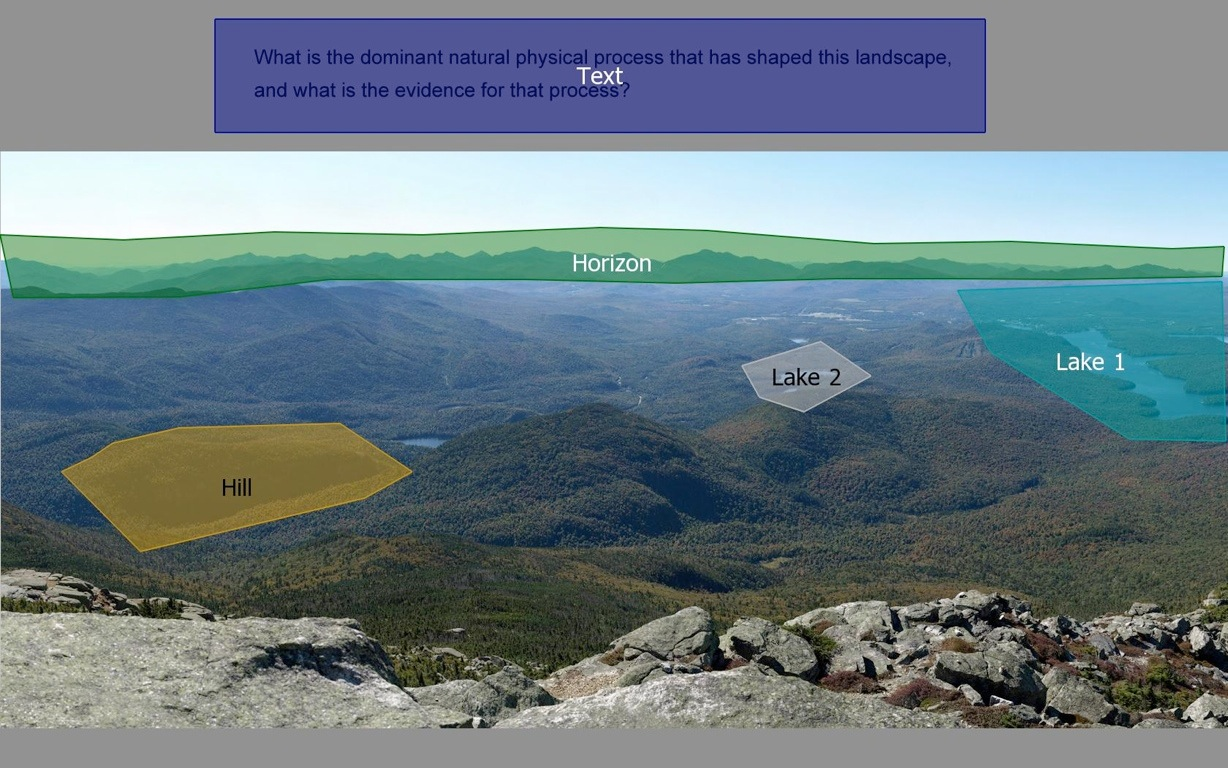 What is the dominant natural physical process that has shaped this landscape,
and what is the evidence for that process?
Text
Horizon
Lake 1
Lake 2
Hill